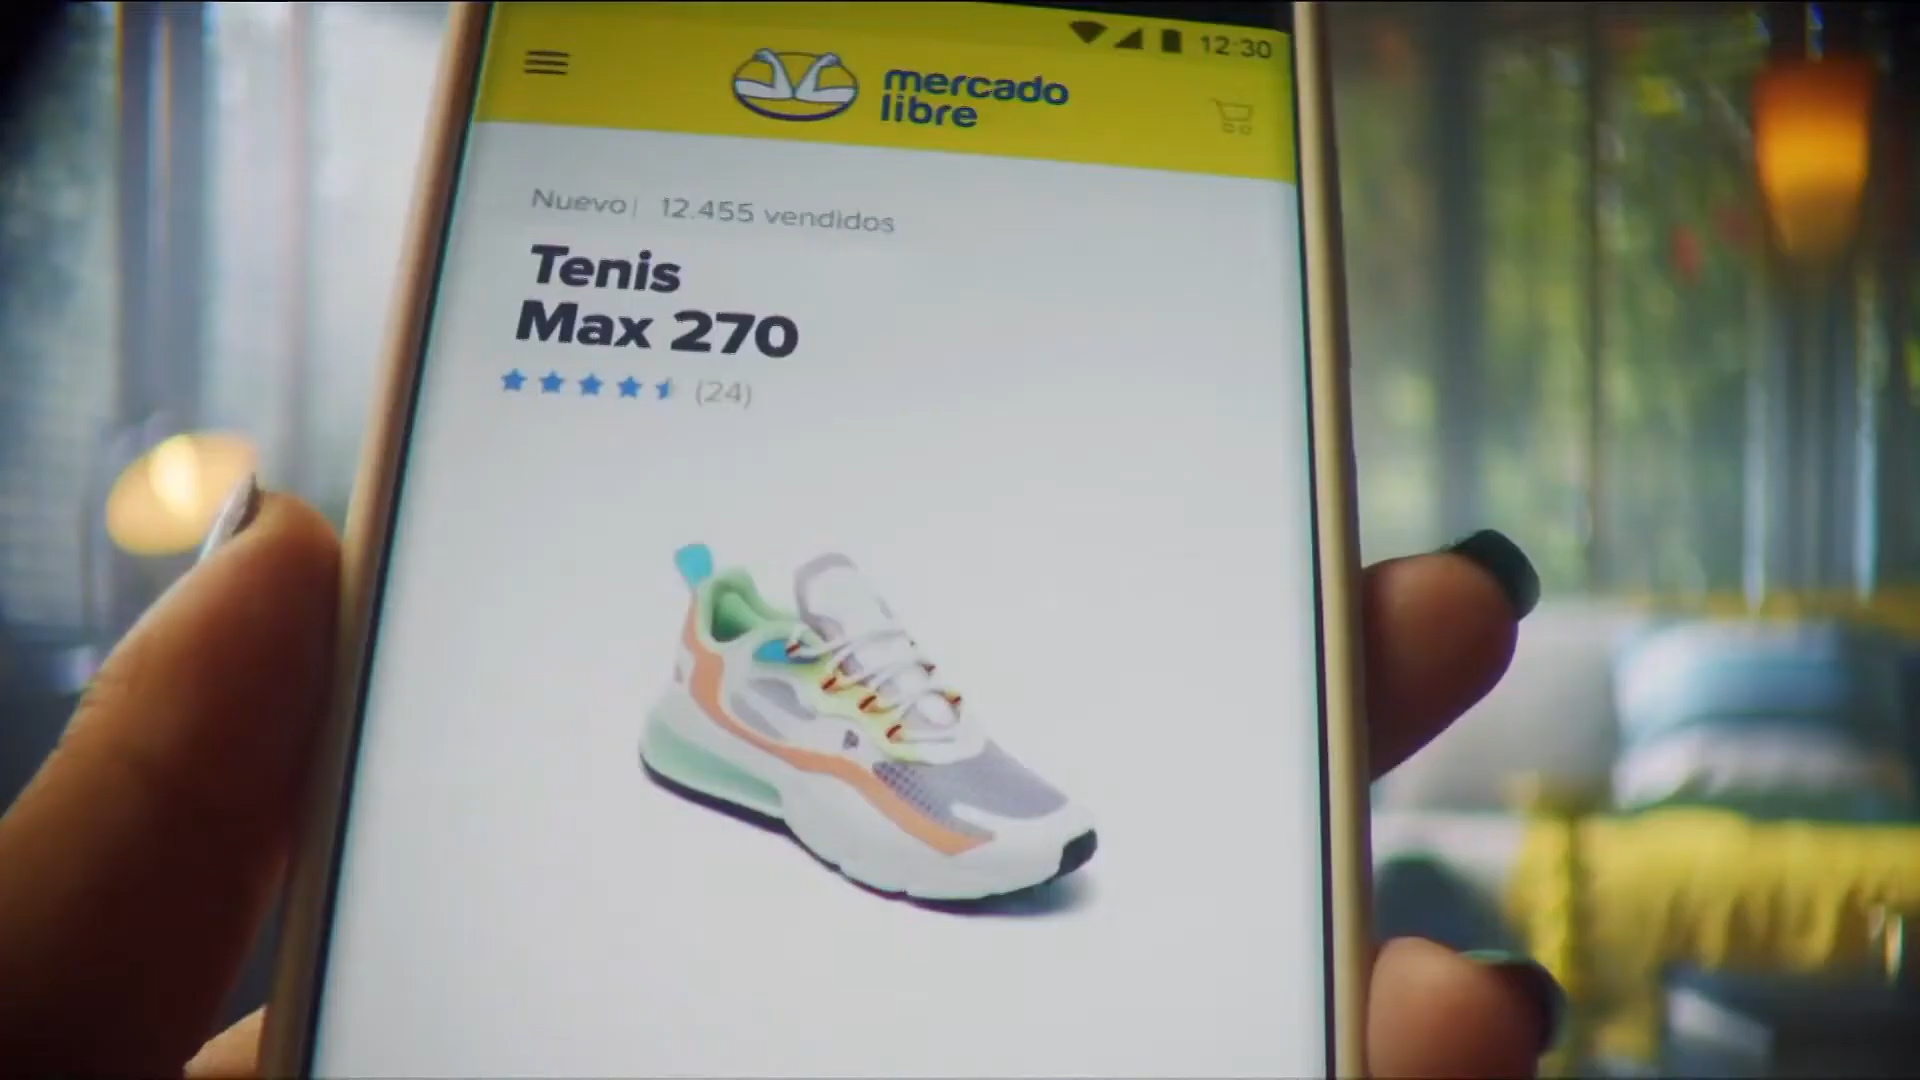 12:30
mercado
libre
Nuevo| 12.455 vendidos
Tenis
Max 270
(24)